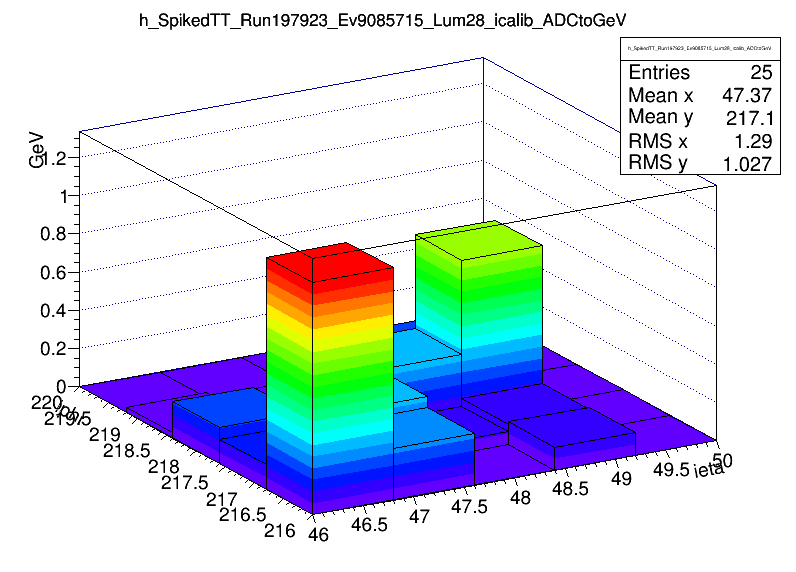 h_SpikedTT_Run197923_Ev9085715_Lum28_icalib_ADCtoGeV
h_SpikedTT_Run197923_Ev9085715_Lum28_icalib_ADCtoGeV
Entries 25
Mean x 47.37
Mean y 217.1
RMS x 1.29
RMS y 1.027
GeV
1.2
1
0.8
0.6
0.4
0.2
0
220
219.5
219
218.5
218
217.5
217
216.5
216
46
46.5
47
47.5
48
48.5
49
49.5
50
ieta